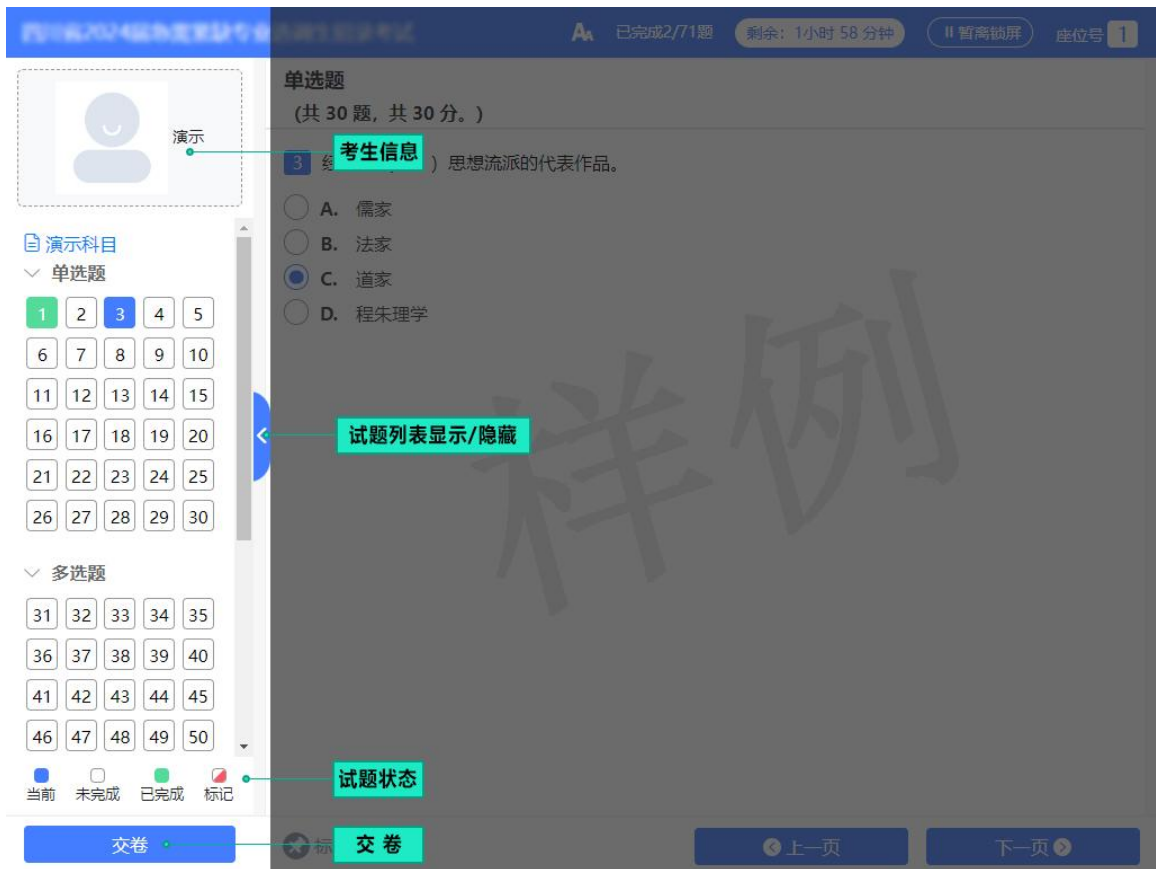 已完成2/71题
剩余：1小时 58 分钟
暂离锁屏
座位号 1
演示
考生信息
单选题
(共 30 题，共 30 分。)
3
) 思想流派的代表作品。
A. 儒家
B. 法家
C. 道家
D. 程朱理学
演示科目
单选题
1 2 3 4 5
6 7 8 9 10
11 12 13 14 15
16 17 18 19 20
21 22 23 24 25
26 27 28 29 30
试题列表显示/隐藏
多选题
31 32 33 34 35
36 37 38 39 40
41 42 43 44 45
46 47 48 49 50
当前 未完成 已完成 标记
试题状态
交卷
标
交 卷
上一页
下一页
样例